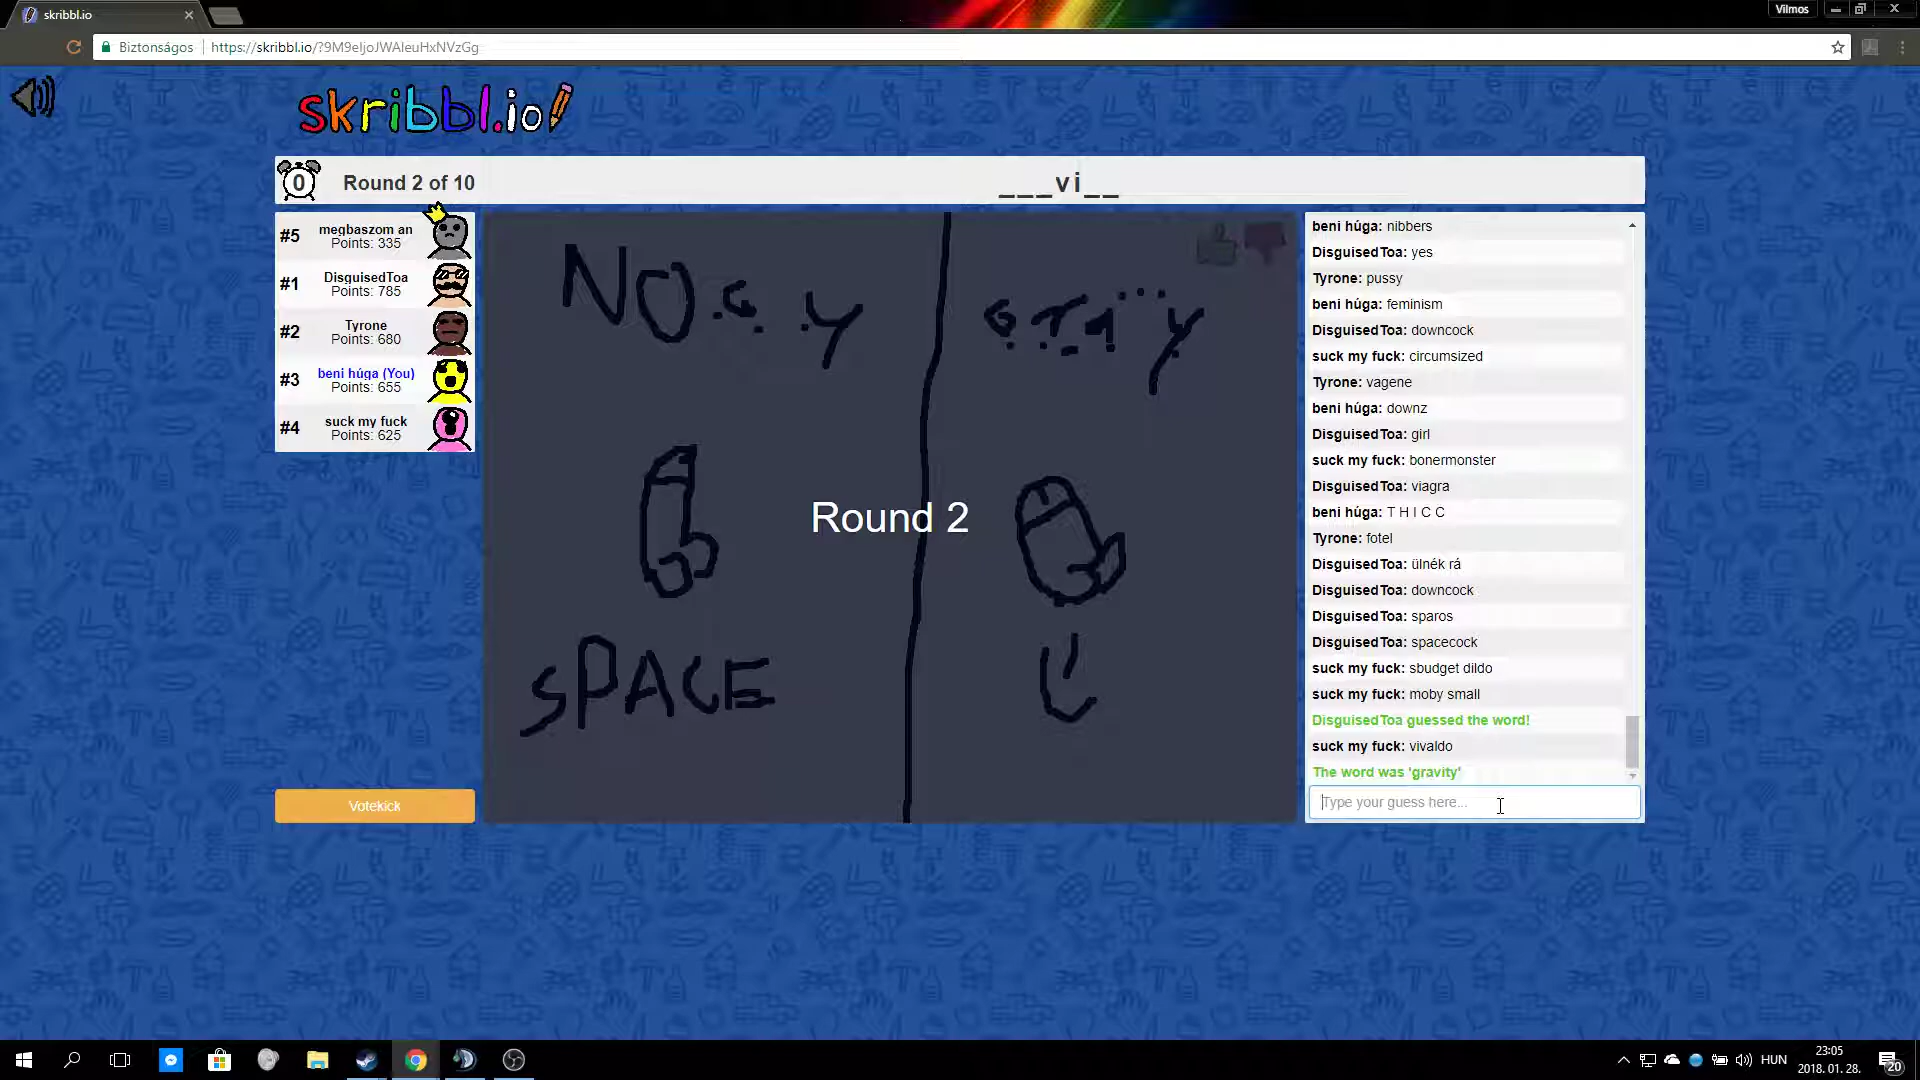 skribbl.io
Vilmos
Biztonságos
https://skribbl.io/?9M9eIjoJWAIeuHxNVzGg
skribbl.io
0
Round 2 of 10
___vi__
#5
megbaszom an
Points: 335
#1
DisguisedToa
Points: 785
#2
Tyrone
Points: 680
#3
beni húga (You)
Points: 655
#4
suck my fuck
Points: 625
Votekick
NO
G
Y
G
Y
SPACE
Round 2
beni húga: nibbers
DisguisedToa: yes
Tyrone: pussy
beni húga: feminism
DisguisedToa: downcock
suck my fuck: circumsized
Tyrone: vagene
beni húga: downz
DisguisedToa: girl
suck my fuck: bonermonster
DisguisedToa: viagra
beni húga: T H I C C
Tyrone: fotel
DisguisedToa: ülnék rá
DisguisedToa: downcock
DisguisedToa: sparos
DisguisedToa: spacecock
suck my fuck: sbudget dildo
suck my fuck: moby small
DisguisedToa guessed the word!
suck my fuck: vivaldo
The word was 'gravity'
Type your guess here...
HUN
23:05
2018. 01. 28.
20